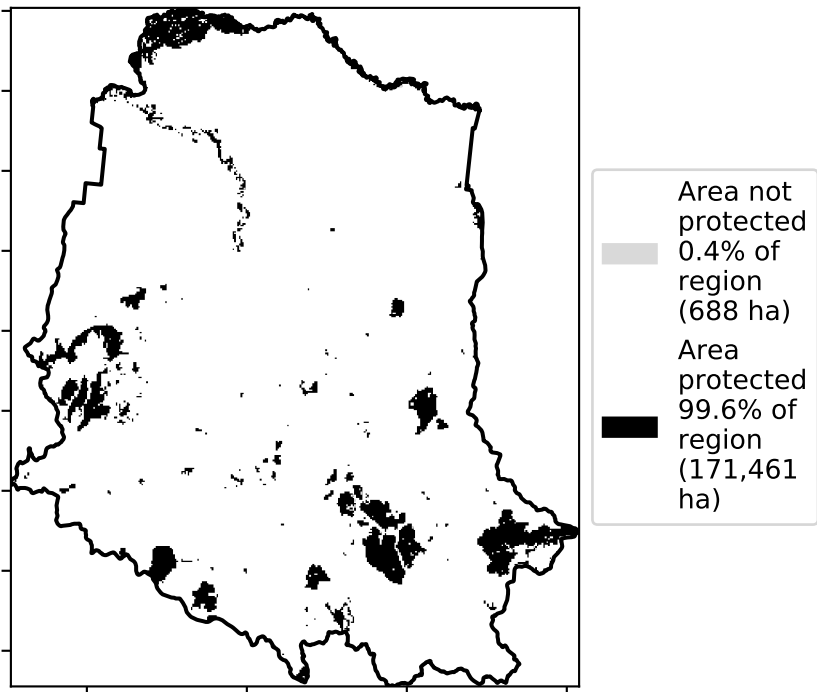 Area not
protected
0.4% of
region
(688 ha)
Area
protected
99.6% of
region
(171,461
ha)